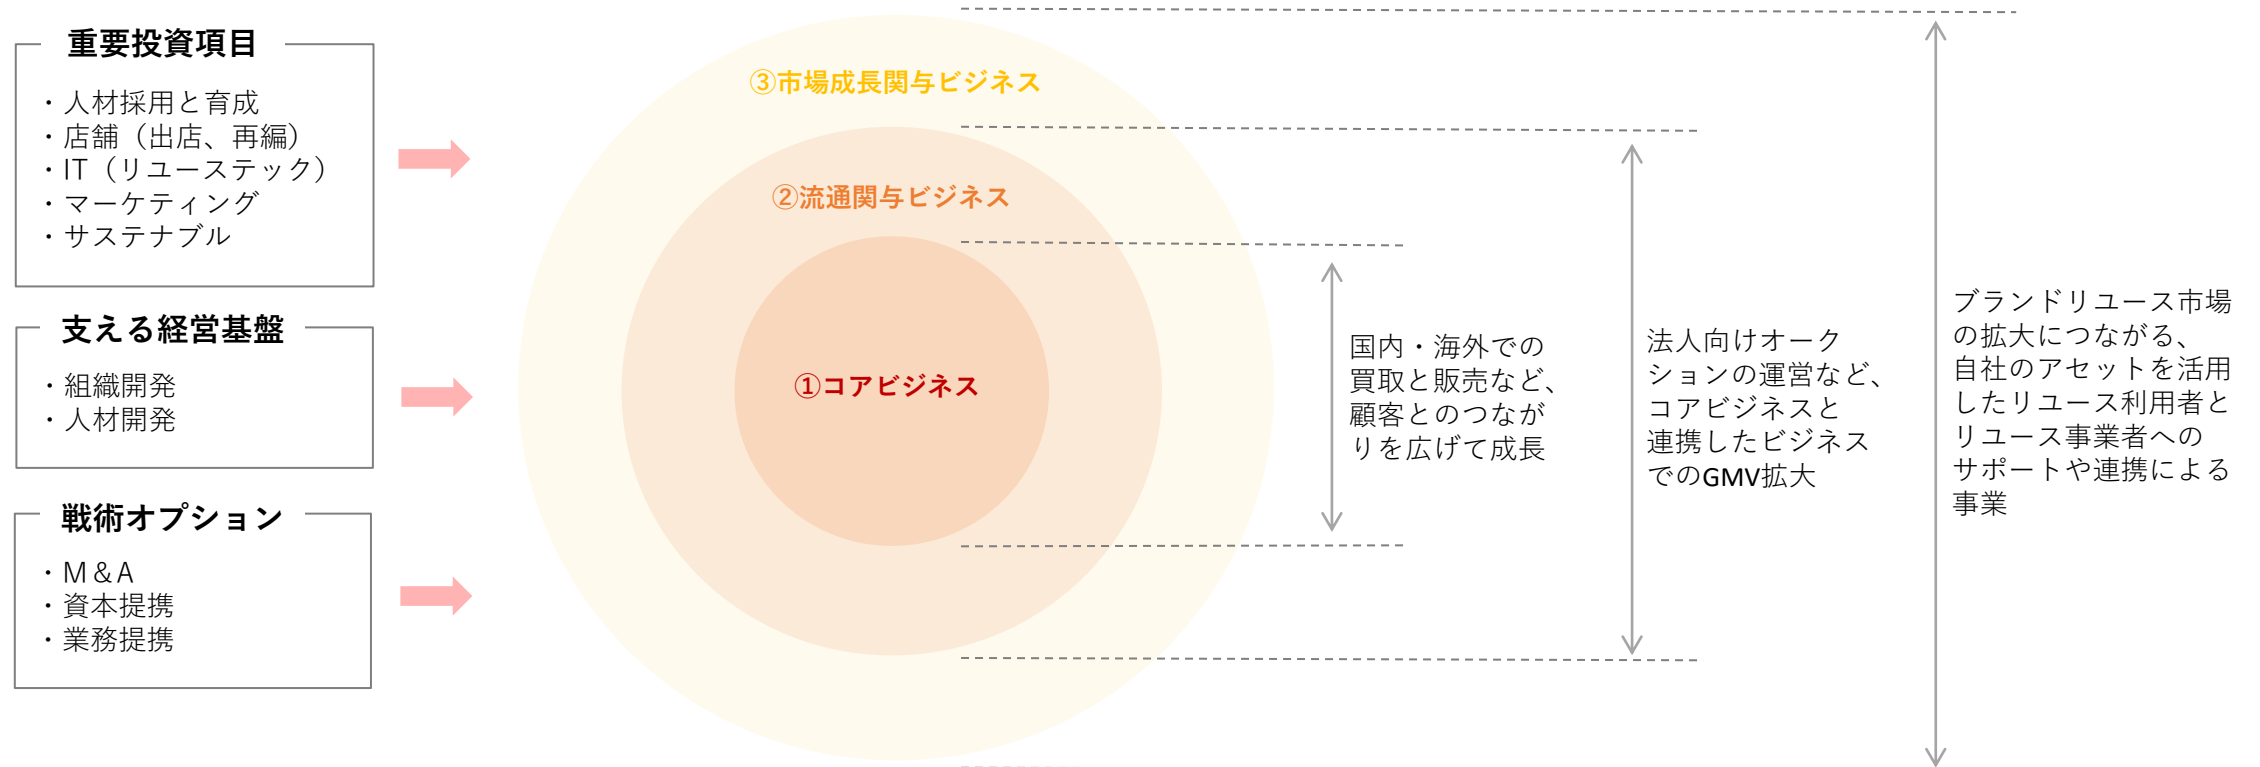 重要投資項目
・人材採用と育成
・店舗（出店、再編）
・IT（リユーステック）
・マーケティング
・サステナブル
支える経営基盤
・組織開発
・人材開発
戦術オプション
・M＆A
・資本提携
・業務提携
③市場成長関与ビジネス
②流通関与ビジネス
①コアビジネス
国内・海外での
買取と販売など、
顧客とのつなが
りを広げて成長
法人向けオーク
ションの運営など、
コアビジネスと
連携したビジネス
でのGMV拡大
ブランドリユース市場
の拡大につながる、
自社のアセットを活用
したリユース利用者と
リユース事業者への
サポートや連携による
事業